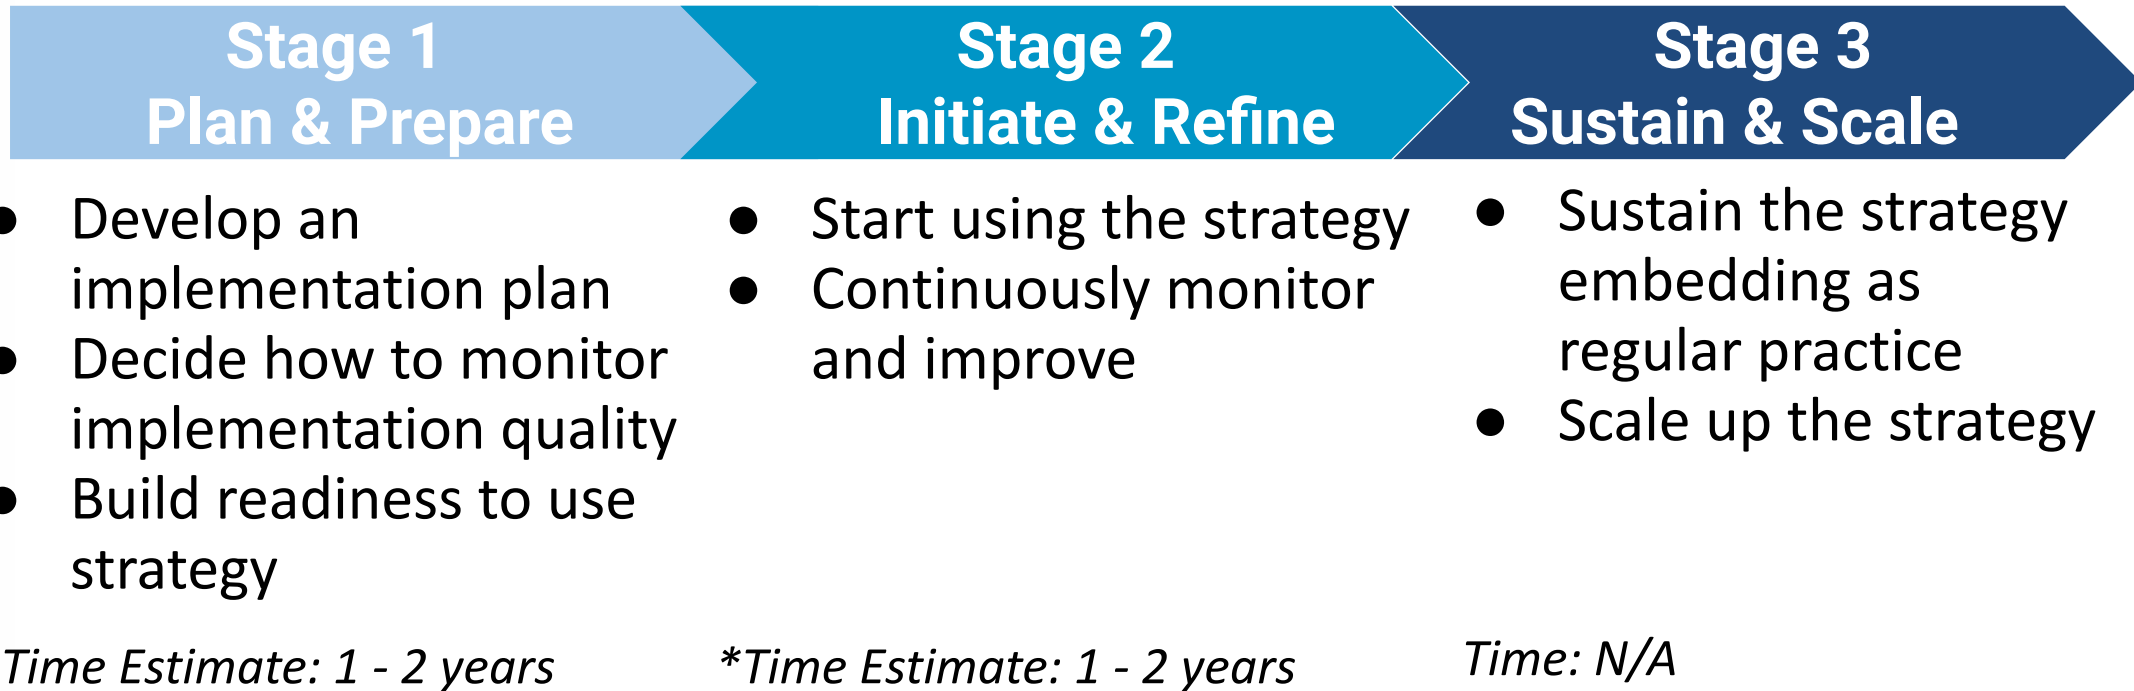 Stage 1
Plan & Prepare
Stage 2
Initiate & Refine
Stage 3
Sustain & Scale
● Develop an
implementation plan
● Decide how to monitor
implementation quality
● Build readiness to use
strategy
Time Estimate: 1 - 2 years
● Start using the strategy
● Continuously monitor
and improve
*Time Estimate: 1 - 2 years
● Sustain the strategy
embedding as
regular practice
● Scale up the strategy
Time: N/A